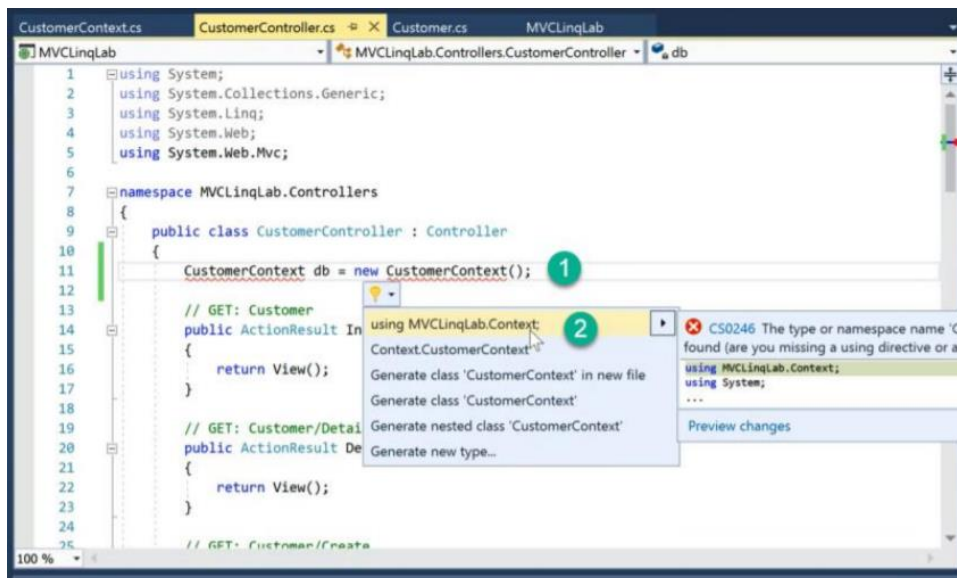 CustomerContext.cs CustomerController.cs Customer.cs MVCLinqLab
MVCLinqLab MVCLinqLab.Controllers.CustomerController db
1 using System;
2 using System.Collections.Generic;
3 using System.Linq;
4 using System.Web;
5 using System.Web.Mvc;
6
7 namespace MVCLinqLab.Controllers
8 {
9 public class CustomerController : Controller
10 {
11 CustomerContext db = new CustomerContext(); 1
12
13 // GET: Customer
14 public ActionResult In
15 {
16 return View();
17 }
18
19 // GET: Customer/Detai
20 public ActionResult De
21 {
22 return View();
23 }
24
25 // GET: Customer/Create
using MVCLinqLab.Context; 2
Context.CustomerContext
Generate class 'CustomerContext' in new file
Generate class 'CustomerContext'
Generate nested class 'CustomerContext'
Generate new type...
CS0246 The type or namespace name 'C
found (are you missing a using directive or a
using MVCLinqLab.Context;
using System;
...
Preview changes
100 %